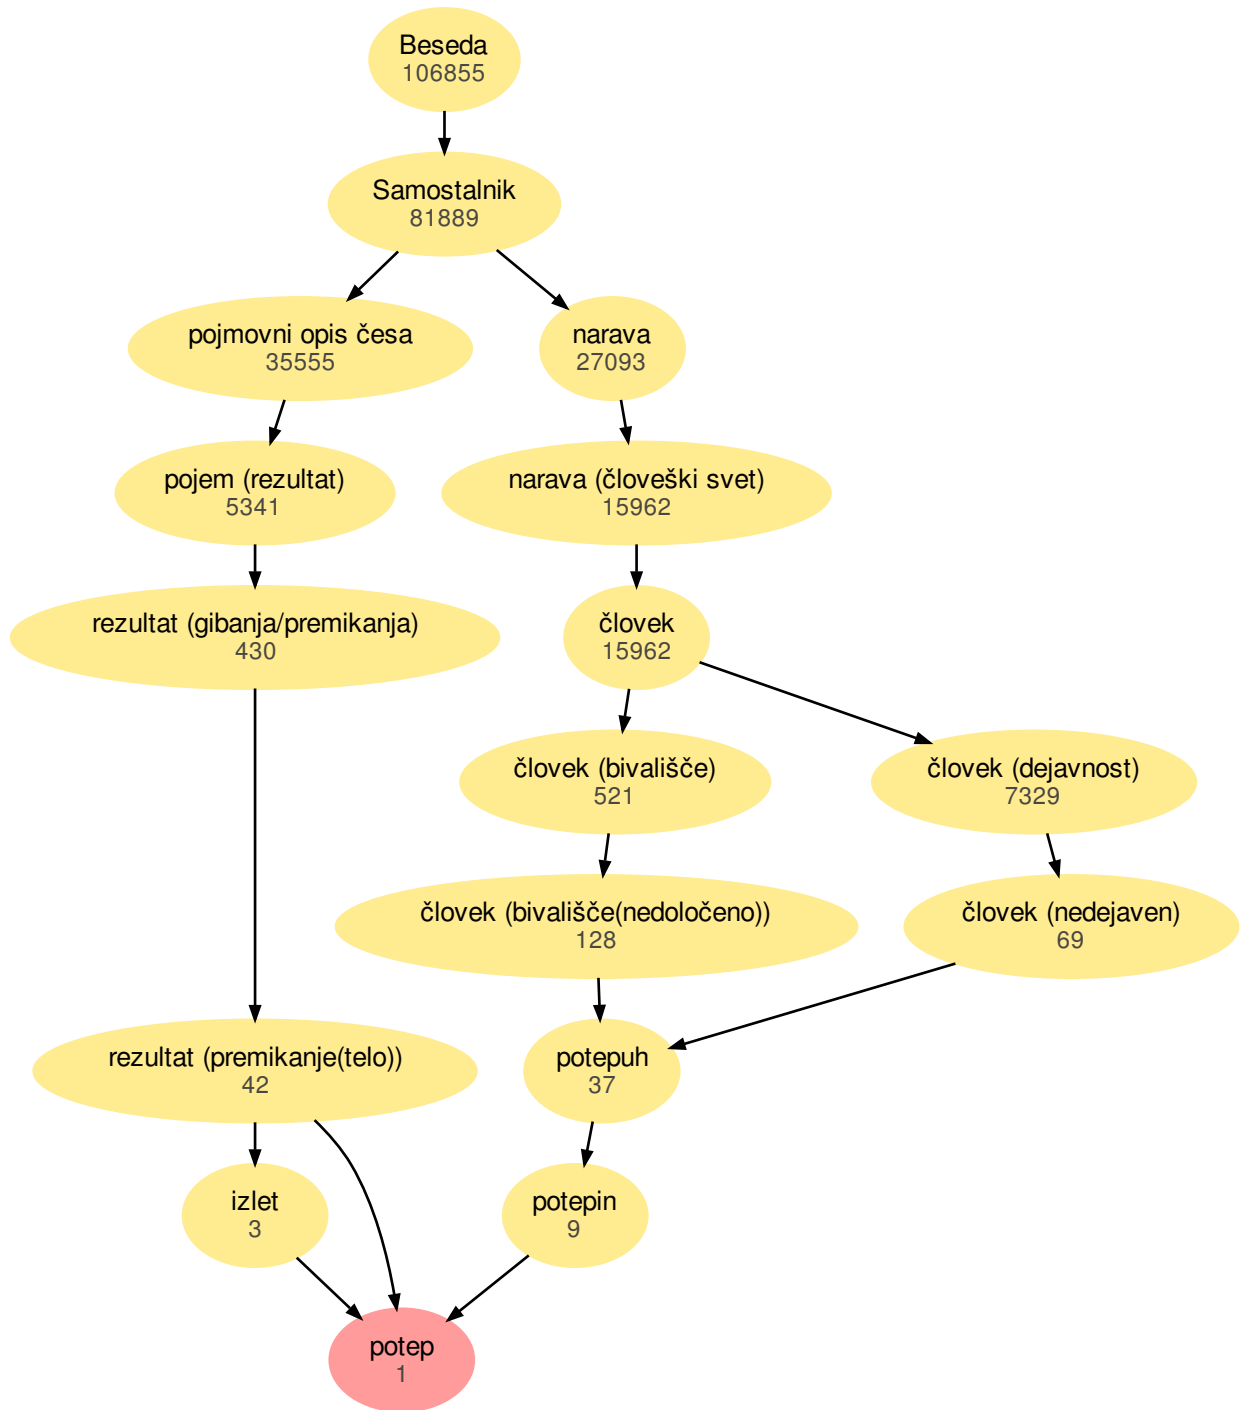 Beseda
106855
Samostalnik
81889
pojmovni opis česa
35555
narava
27093
pojem (rezultat)
5341
narava (človeški svet)
15962
rezultat (gibanja/premikanja)
430
človek
15962
človek (bivališče)
521
človek (dejavnost)
7329
človek (bivališče(nedoločeno))
128
človek (nedejaven)
69
rezultat (premikanje(telo))
42
potepuh
37
izlet
3
potepin
9
potep
1